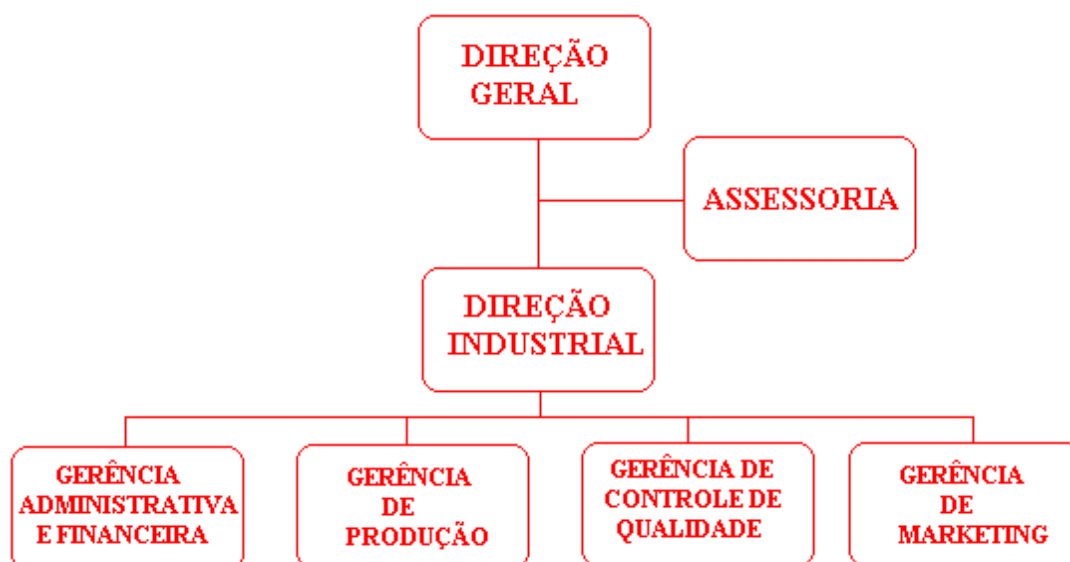 DIREÇÃO
GERAL
ASSESSORIA
DIREÇÃO
INDUSTRIAL
GERÊNCIA
ADMINISTRATIVA
E FINANCEIRA
GERÊNCIA
DE
PRODUÇÃO
GERÊNCIA DE
CONTROLE DE
QUALIDADE
GERÊNCIA
DE
MARKETING